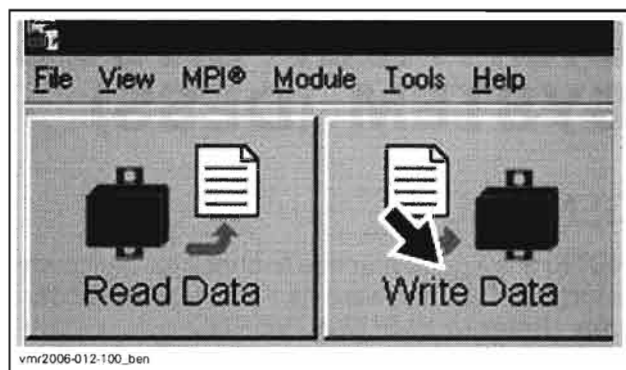 File View MPI® Module Tools Help
Read Data
Write Data
vmr2006-012-100_ben